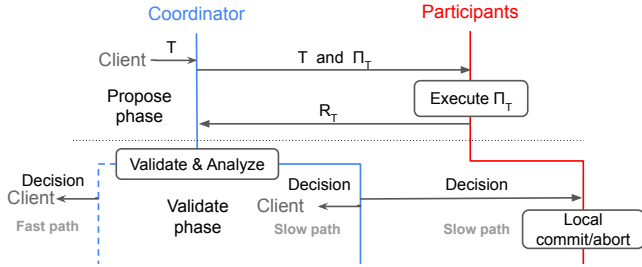 Coordinator
Participants
T
Client
T and Π_T
Propose
phase
Execute Π_T
R_T
Validate & Analyze
Decision
Client
Fast path
Validate
phase
Decision
Client
Slow path
Decision
Slow path
Local
commit/abort